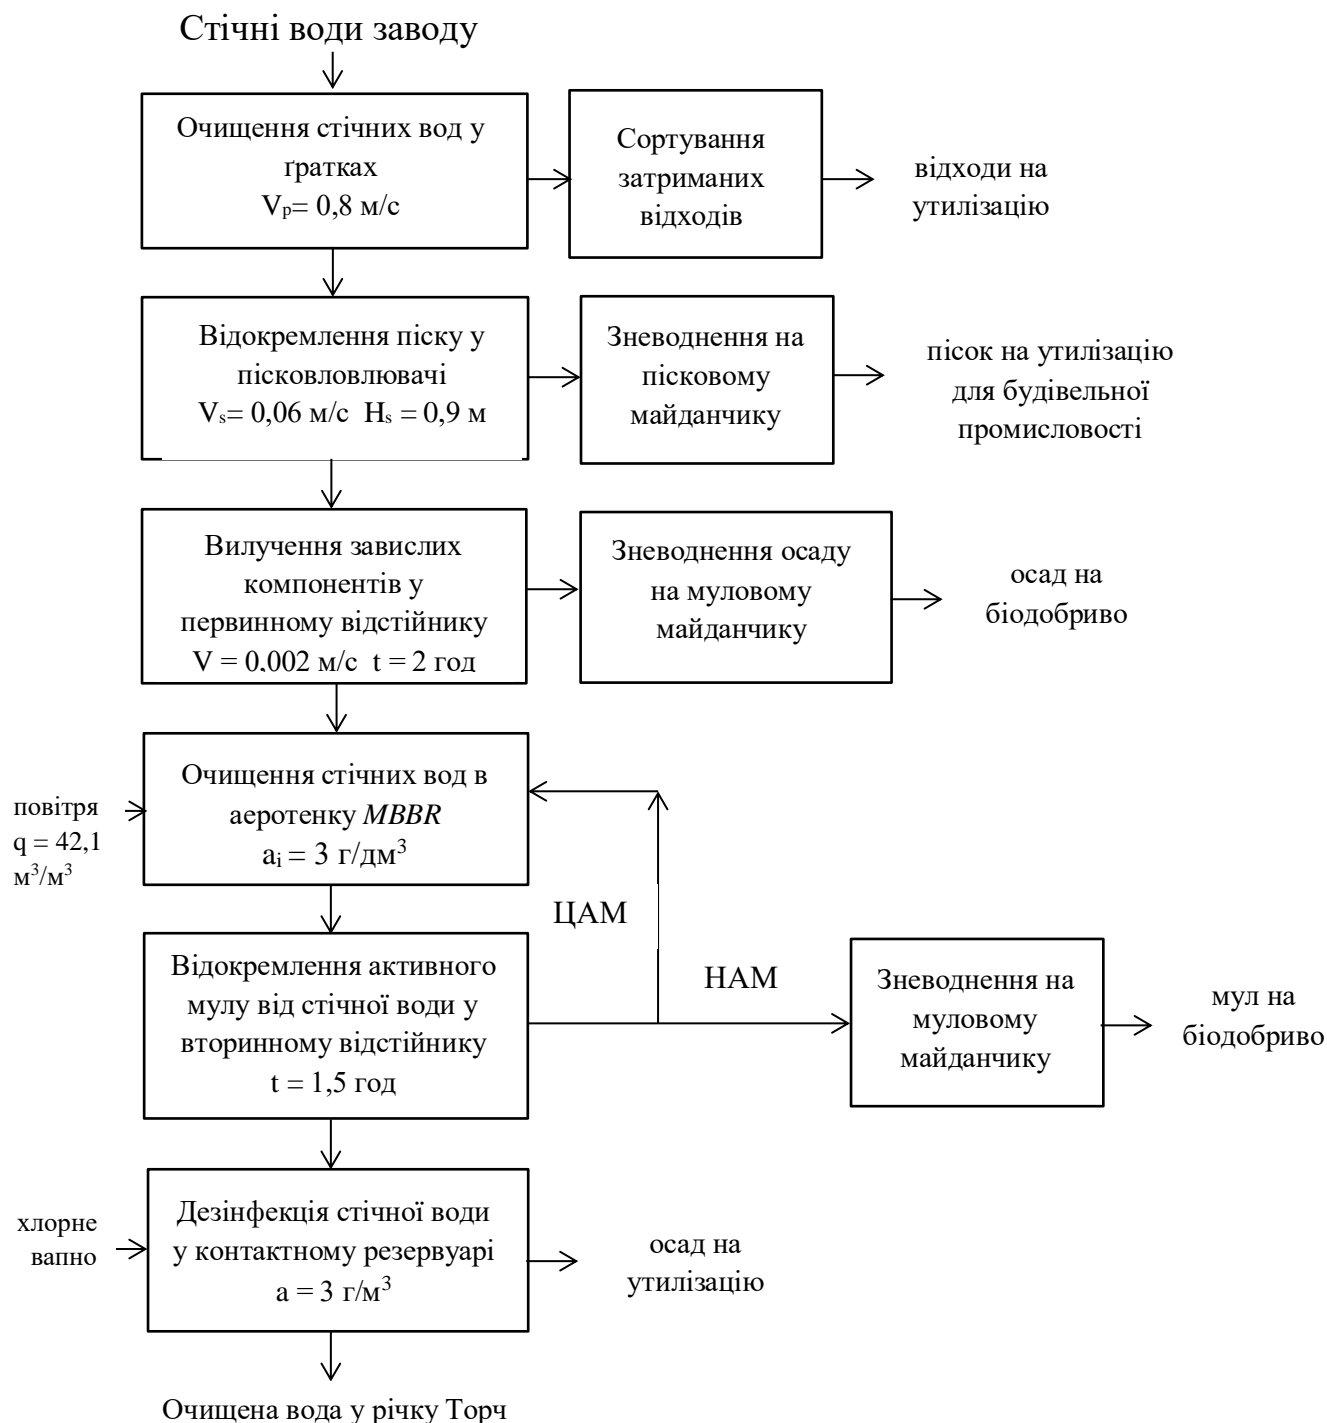 Стічні води заводу
Очищення стічних вод у
ґратках
Vₚ= 0,8 м/с
Сортування
затриманих
відходів
відходи на
утилізацію
Відокремлення піску у
пісковловлювачі
Vₛ= 0,06 м/с Hₛ = 0,9 м
Зневоднення на
пісковому
майданчику
пісок на утилізацію
для будівельної
промисловості
Вилучення завислих
компонентів у
первинному відстійнику
V = 0,002 м/с t = 2 год
Зневоднення осаду
на муловому
майданчику
осад на
біодобриво
повітря
q = 42,1
м³/м³
Очищення стічних вод в
аеротенку MBBR
aᵢ = 3 г/дм³
ЦАМ
Відокремлення активного
мулу від стічної води у
вторинному відстійнику
t = 1,5 год
НАМ
Зневоднення на
муловому
майданчику
мул на
біодобриво
хлорне
вапно
Дезінфекція стічної води
у контактному резервуарі
a = 3 г/м³
осад на
утилізацію
Очищена вода у річку Торч